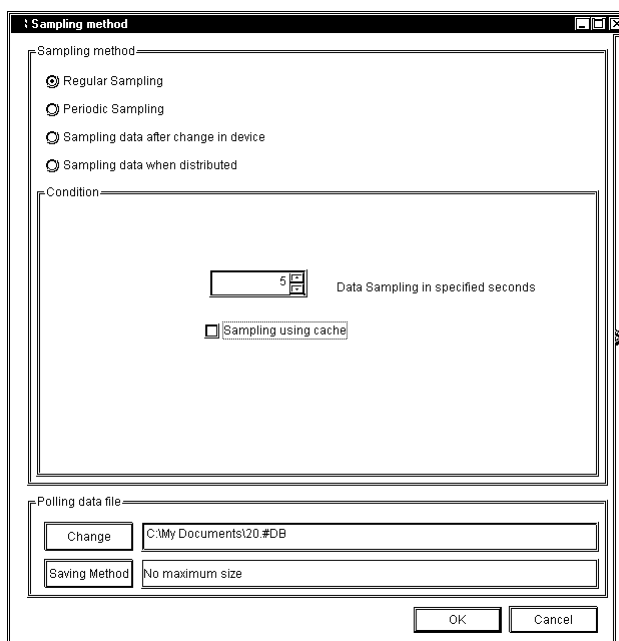 Sampling method
Sampling method
Regular Sampling
Periodic Sampling
Sampling data after change in device
Sampling data when distributed
Condition
5
Data Sampling in specified seconds
Sampling using cache
Polling data file
Change
C:\My Documents\20.#DB
Saving Method
No maximum size
OK
Cancel